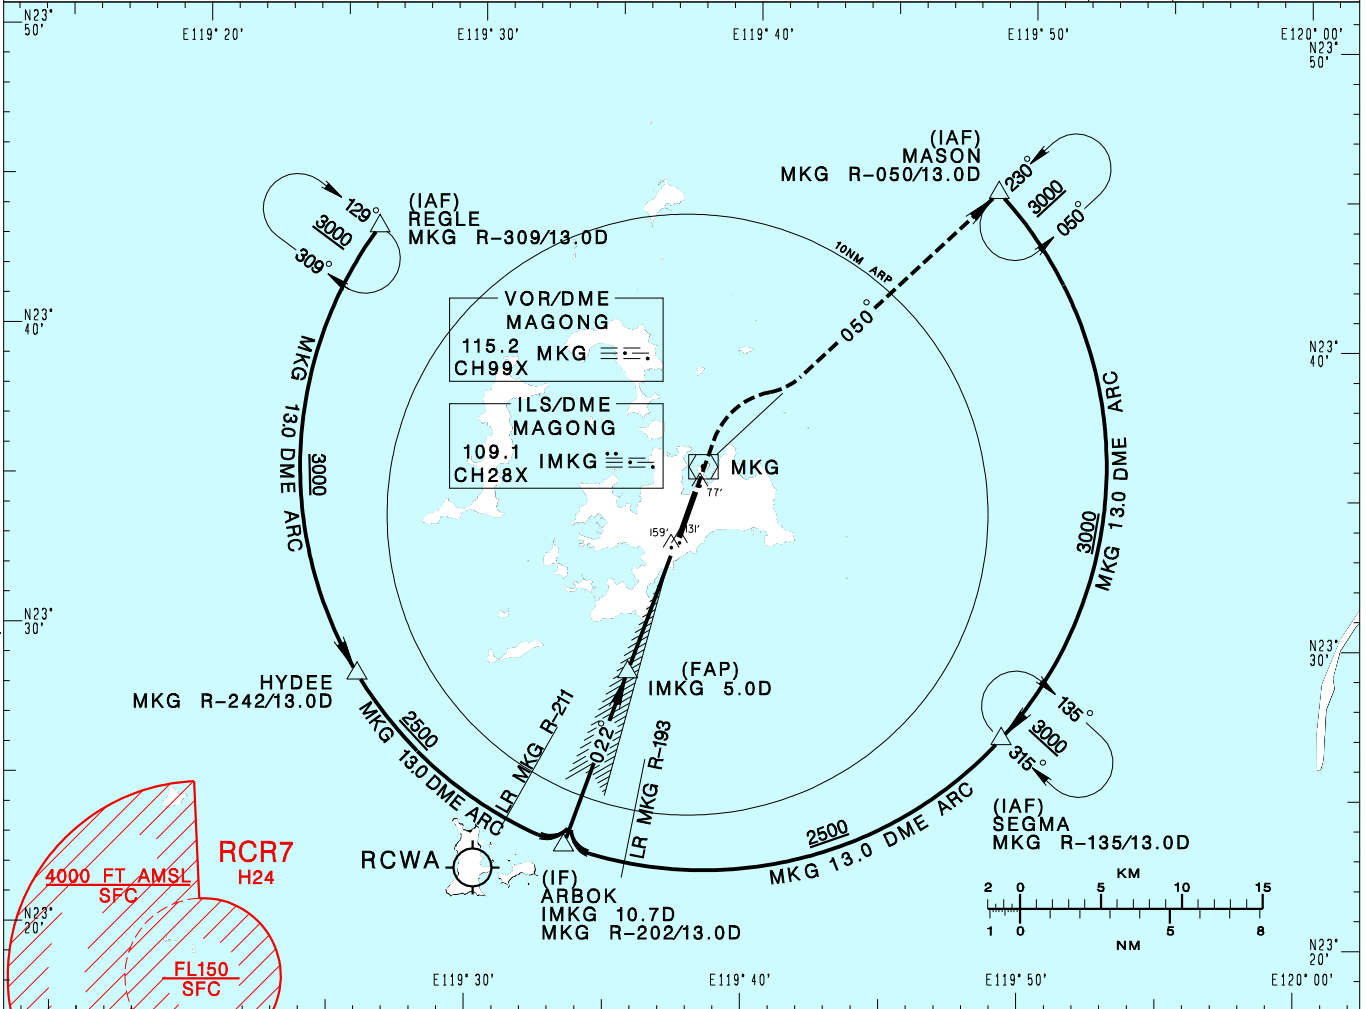 N23°
50'
E119° 20'
E119° 30'
E119° 40'
E119° 50'
E120° 00'
N23°
50'
(IAF)
MASON
MKG R-050/13.0D
230°
3000
050°
(IAF)
REGLE
MKG R-309/13.0D
129°
3000
309°
10NM ARP
050°
VOR/DME
MAGONG
115.2 MKG
CH99X
ILS/DME
MAGONG
109.1 IMKG
CH28X
N23°
40'
N23°
40'
MKG 13.0 DME ARC
3000
MKG 13.0 DME ARC
3000
MKG
77'
159'
131'
N23°
30'
N23°
30'
(FAP)
IMKG 5.0D
HYDEE
MKG R-242/13.0D
MKG 13.0 DME ARC
2500
LR MKG R-211
022°
LR MKG R-193
135°
3000
315°
(IAF)
SEGMA
MKG R-135/13.0D
2500
MKG 13.0 DME ARC
RCWA
(IF)
ARBOK
IMKG 10.7D
MKG R-202/13.0D
RCR7
H24
4000 FT AMSL
SFC
FL150
SFC
KM
2 0 5 10 15
1 0 5 8
NM
N23°
20'
N23°
20'
E119° 30'
E119° 40'
E119° 50'
E120° 00'